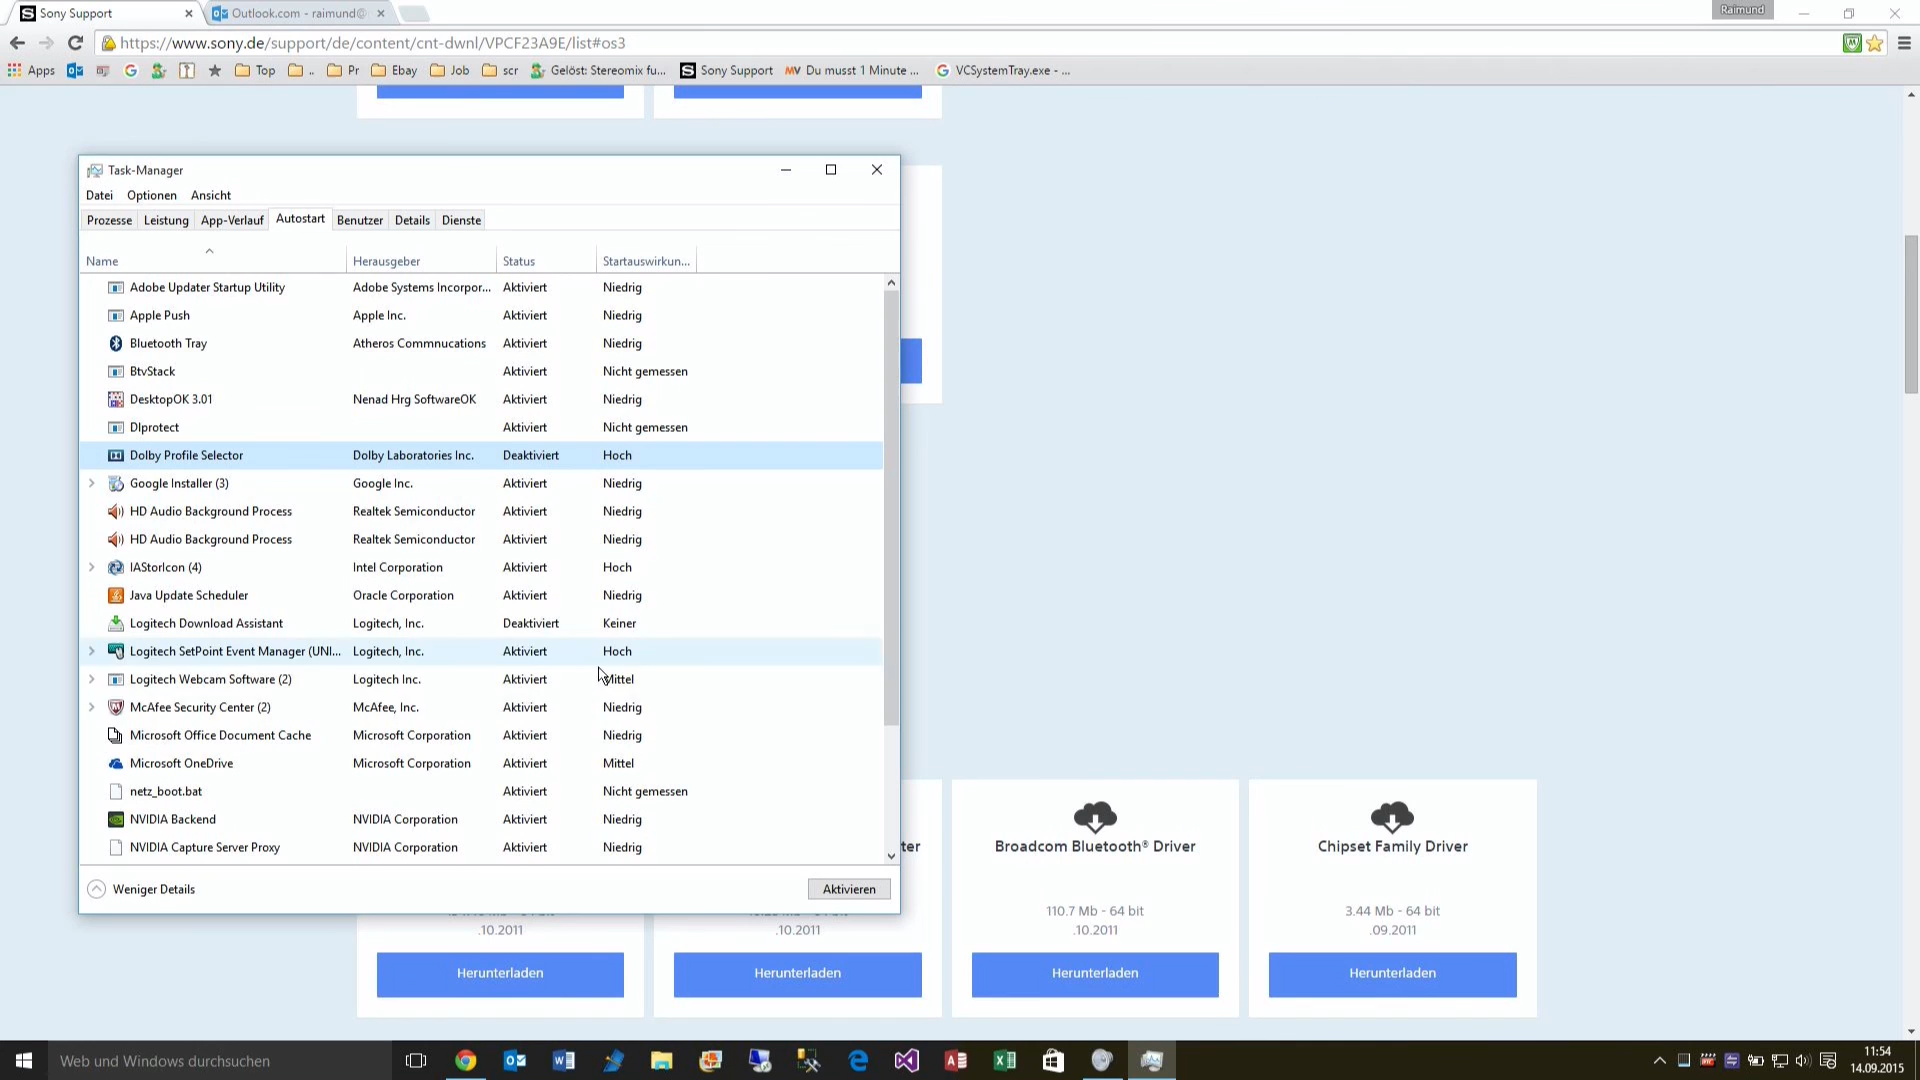 Sony Support
Outlook.com - raimund@
Raimund
https://www.sony.de/support/de/content/cnt-dwnl/VPCF23A9E/list#os3
Apps
Top
..
Pr
Ebay
Job
scr
Gelöst: Stereomix fu...
Sony Support
Du musst 1 Minute ...
VCSystemTray.exe - ...
Task-Manager
Datei Optionen Ansicht
Prozesse Leistung App-Verlauf Autostart Benutzer Details Dienste
Name Herausgeber Status Startauswirkun...
Adobe Updater Startup Utility Adobe Systems Incorpor... Aktiviert Niedrig
Apple Push Apple Inc. Aktiviert Niedrig
Bluetooth Tray Atheros Commnucations Aktiviert Niedrig
BtvStack Aktiviert Nicht gemessen
DesktopOK 3.01 Nenad Hrg SoftwareOK Aktiviert Niedrig
DIprotect Aktiviert Nicht gemessen
Dolby Profile Selector Dolby Laboratories Inc. Deaktiviert Hoch
Google Installer (3) Google Inc. Aktiviert Niedrig
HD Audio Background Process Realtek Semiconductor Aktiviert Niedrig
HD Audio Background Process Realtek Semiconductor Aktiviert Niedrig
IAStorIcon (4) Intel Corporation Aktiviert Hoch
Java Update Scheduler Oracle Corporation Aktiviert Niedrig
Logitech Download Assistant Logitech, Inc. Deaktiviert Keiner
Logitech SetPoint Event Manager (UNI... Logitech, Inc. Aktiviert Hoch
Logitech Webcam Software (2) Logitech Inc. Aktiviert Mittel
McAfee Security Center (2) McAfee, Inc. Aktiviert Niedrig
Microsoft Office Document Cache Microsoft Corporation Aktiviert Niedrig
Microsoft OneDrive Microsoft Corporation Aktiviert Mittel
netz_boot.bat Aktiviert Nicht gemessen
NVIDIA Backend NVIDIA Corporation Aktiviert Niedrig
NVIDIA Capture Server Proxy NVIDIA Corporation Aktiviert Niedrig
Weniger Details Aktivieren
ter
Broadcom Bluetooth® Driver
Chipset Family Driver
110.7 Mb - 64 bit
3.44 Mb - 64 bit
.10.2011
.10.2011
.10.2011
.09.2011
Herunterladen
Herunterladen
Herunterladen
Herunterladen
Web und Windows durchsuchen
11:54
14.09.2015